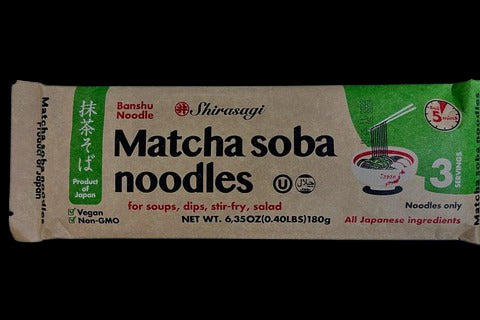 Matcha soba noodles
Product of Japan
抹茶そば
Product of
Japan
Vegan
Non-GMO
Banshu
Noodle
Shirasagi
Matcha soba
noodles
U
for soups, dips, stir-fry, salad
NET WT. 6,35OZ(0.40LBS)180g
5
3
SERVINGS
Noodles only
All Japanese ingredients
Matc